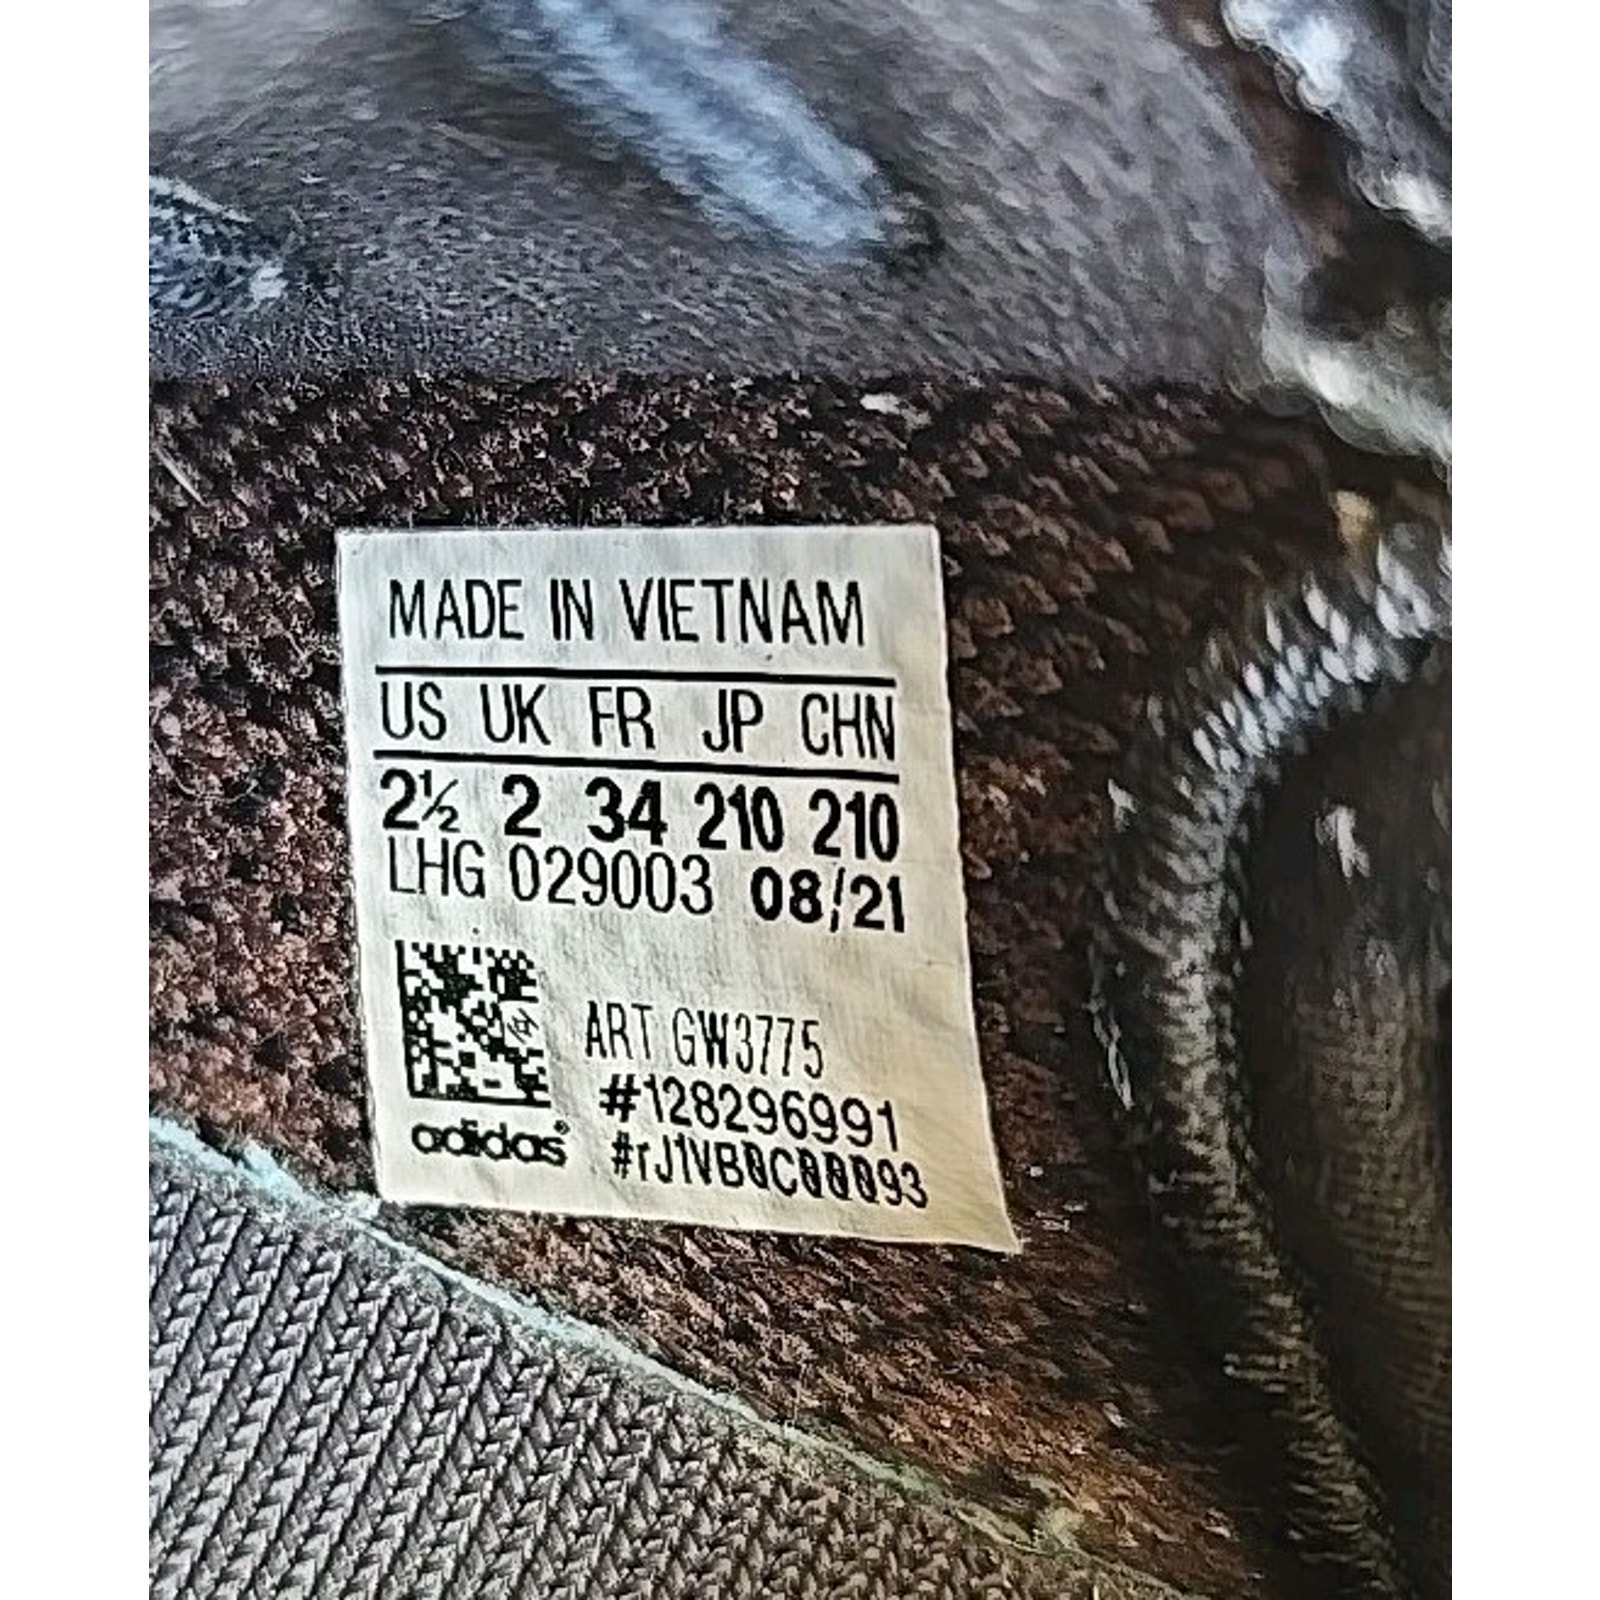 MADE IN VIETNAM
US UK FR JP CHN
2½ 2 34 210 210
LHG 029003 08/21
ART GW3775
#128296991
adidas®
#rJ1VB0C00093